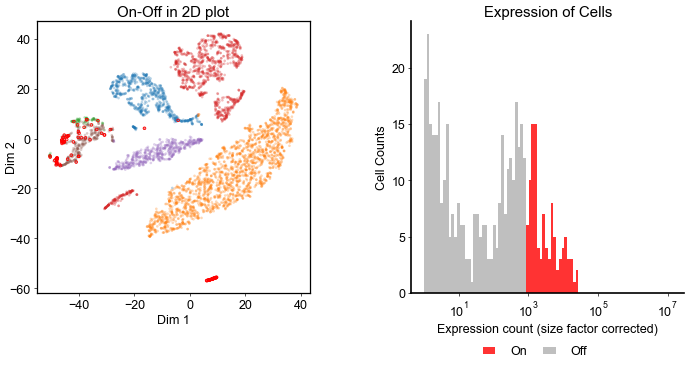 On-Off in 2D plot
40
20
0
−20
−40
−60
Dim 2
−40 −20 0 20 40
Dim 1
Expression of Cells
20
15
10
5
0
Cell Counts
10^1 10^3 10^5 10^7
Expression count (size factor corrected)
On Off